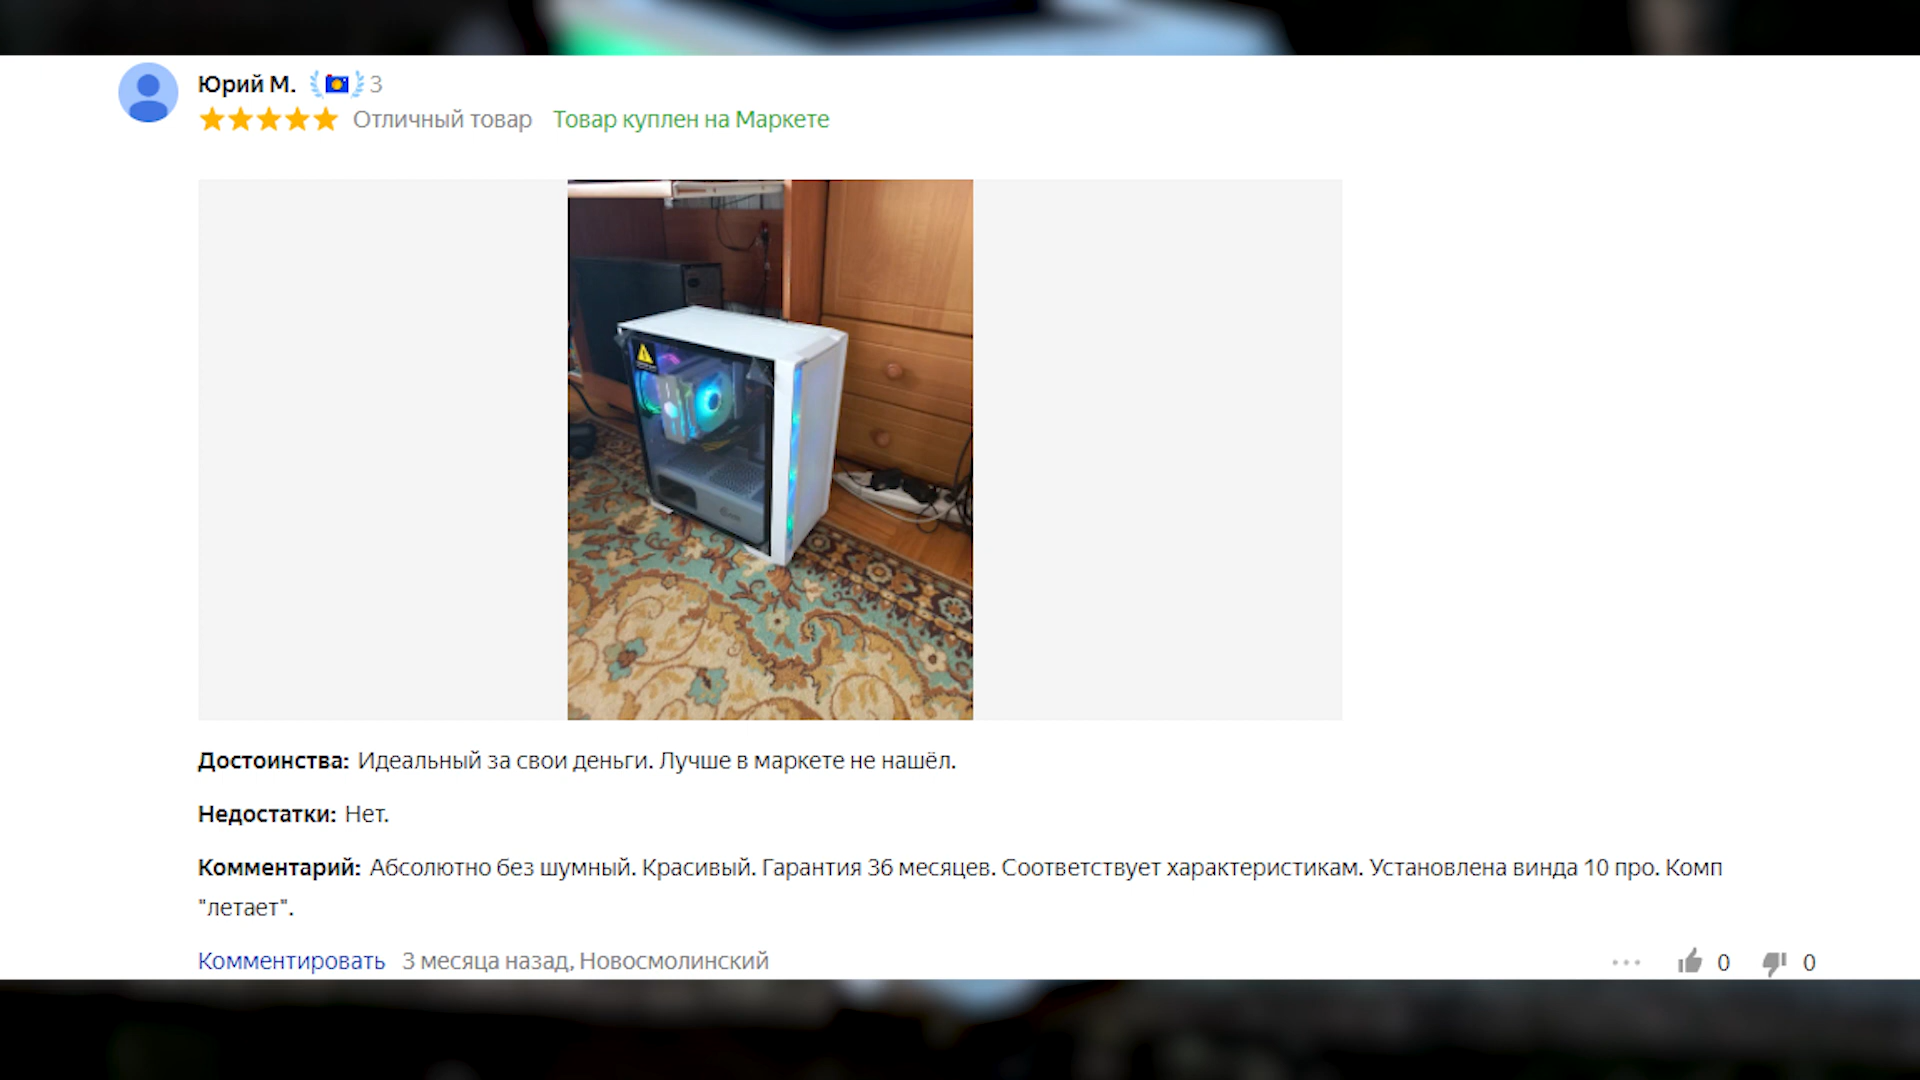 Юрий М. 3
Отличный товар Товар куплен на Маркете
Достоинства: Идеальный за свои деньги. Лучше в маркете не нашёл.
Недостатки: Нет.
Комментарий: Абсолютно без шумный. Красивый. Гарантия 36 месяцев. Соответствует характеристикам. Установлена винда 10 про. Комп
"летает".
Комментировать 3 месяца назад, Новосмолинский
0 0